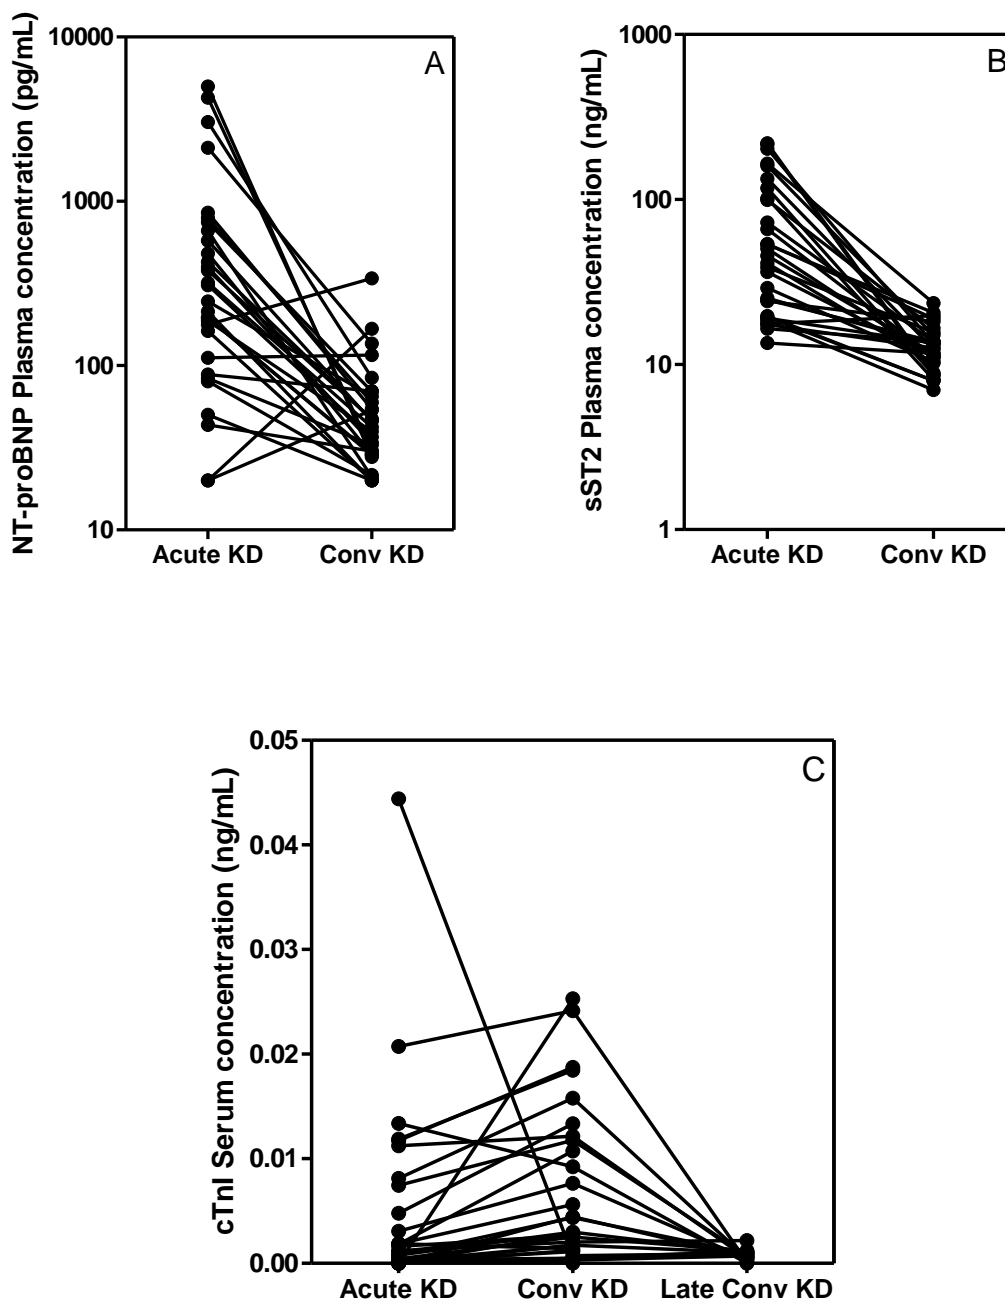 A
NT-proBNP Plasma concentration (pg/mL)
10000
1000
100
10
Acute KD Conv KD
B
sST2 Plasma concentration (ng/mL)
1000
100
10
1
Acute KD Conv KD
C
cTnI Serum concentration (ng/mL)
0.05
0.04
0.03
0.02
0.01
0.00
Acute KD Conv KD Late Conv KD